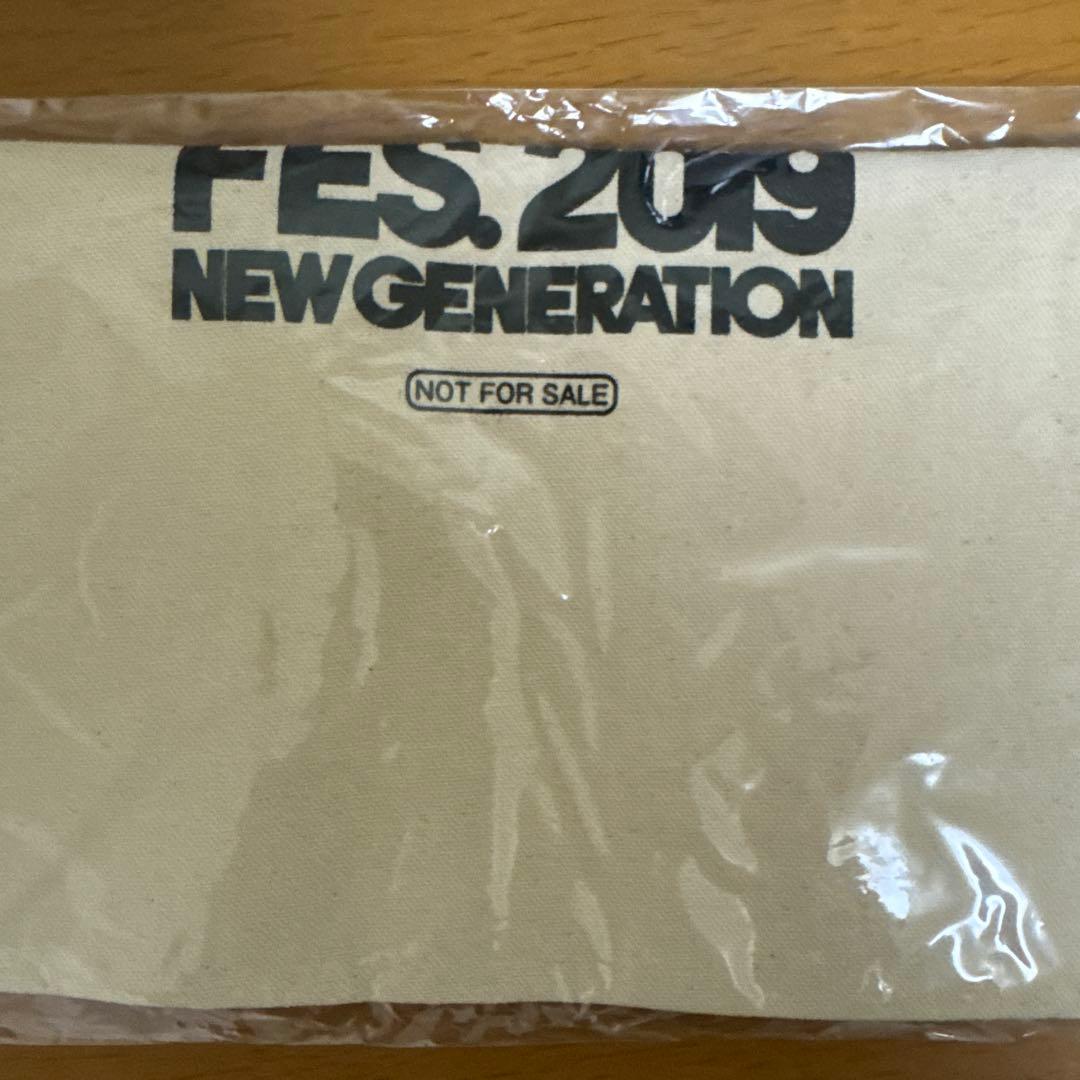 FES. 2019
NEW GENERATION
NOT FOR SALE